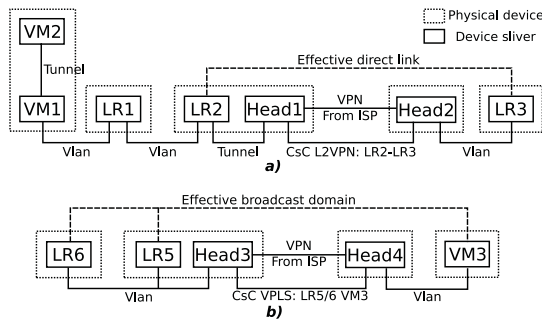 Physical device
Device sliver
VM2
Tunnel
VM1
LR1
LR2
Head1
Effective direct link
VPN
From ISP
Head2
LR3
Vlan
Vlan
Tunnel
CsC L2VPN: LR2-LR3
Vlan
a)
Effective broadcast domain
LR6
LR5
Head3
VPN
From ISP
Head4
VM3
Vlan
CsC VPLS: LR5/6 VM3
Vlan
b)